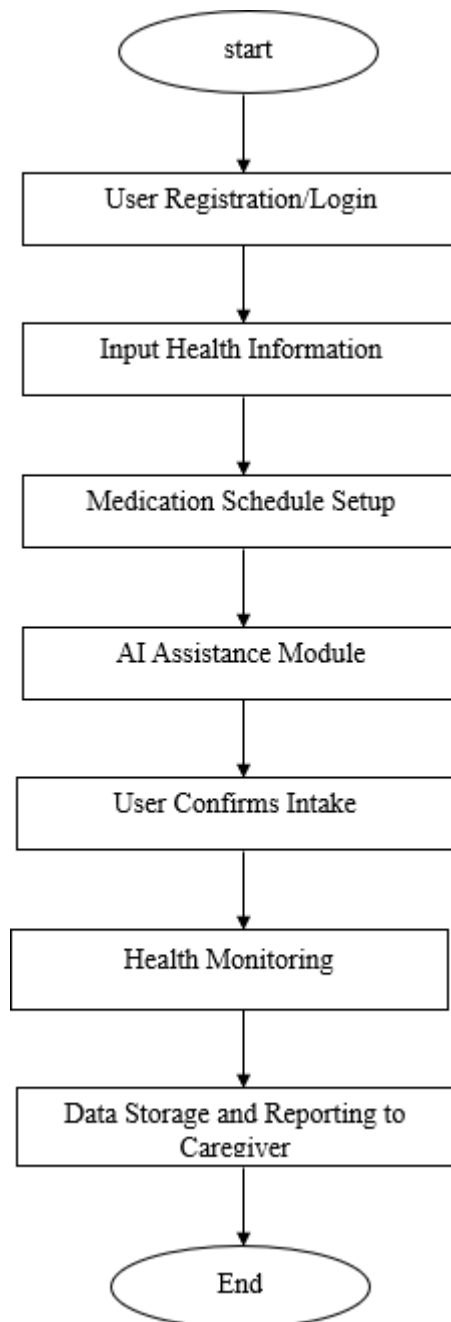 start
User Registration/Login
Input Health Information
Medication Schedule Setup
AI Assistance Module
User Confirms Intake
Health Monitoring
Data Storage and Reporting to
Caregiver
End